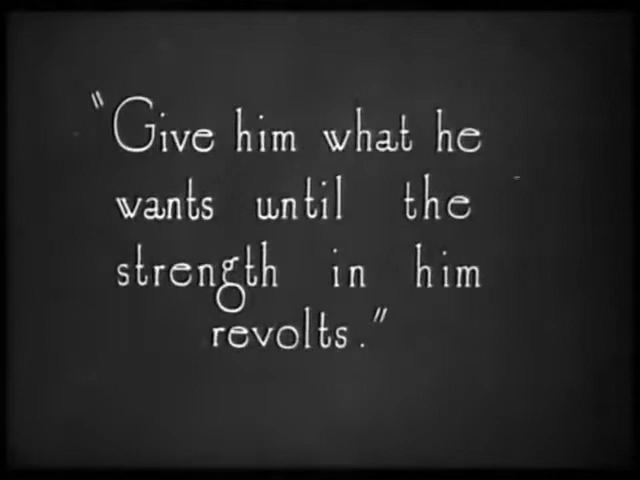 "Give him what he
wants until the
strength in him
revolts."